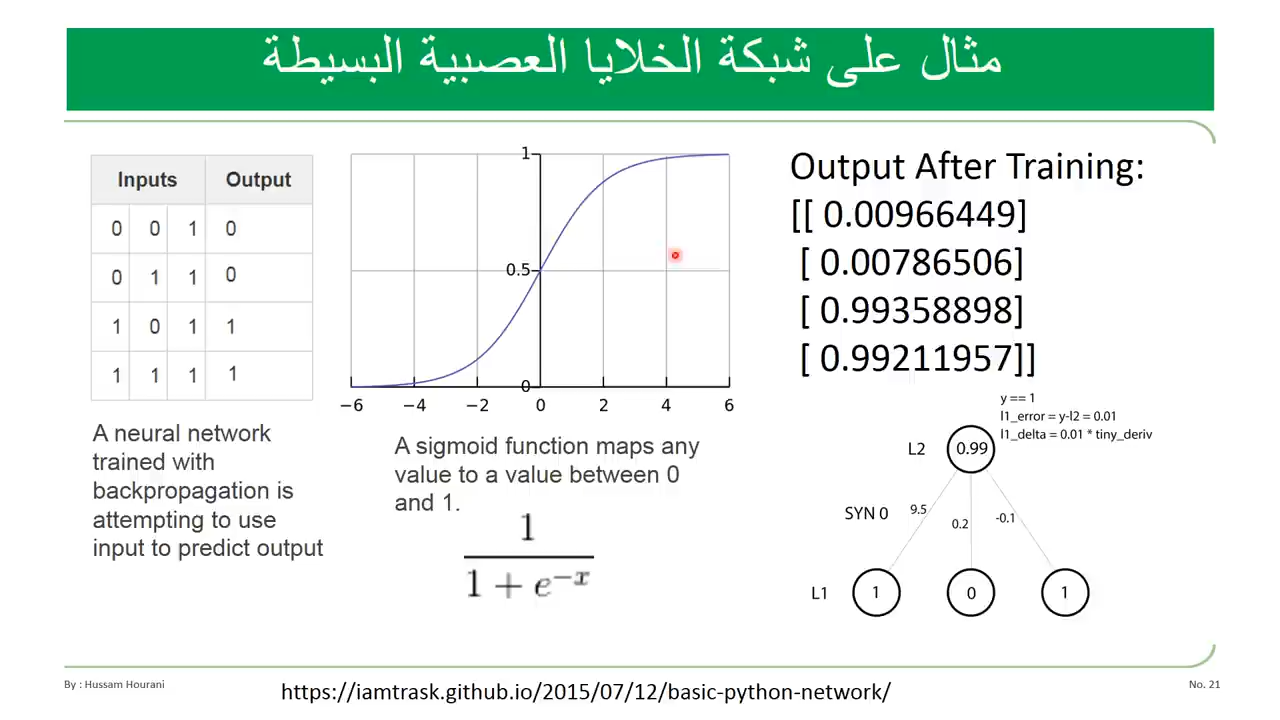 مثال على شبكة الخلايا العصبية البسيطة
Inputs Output
0 0 1 0
0 1 1 0
1 0 1 1
1 1 1 1
A neural network
trained with
backpropagation is
attempting to use
input to predict output
1
0.5
0
−6 −4 −2 0 2 4 6
A sigmoid function maps any
value to a value between 0
and 1.
1
1 + e^−x
Output After Training:
[[ 0.00966449]
[ 0.00786506]
[ 0.99358898]
[ 0.99211957]]
y == 1
l1_error = y-l2 = 0.01
l1_delta = 0.01 * tiny_deriv
L2 0.99
SYN 0 9.5 0.2 -0.1
L1 1 0 1
By : Hussam Hourani
https://iamtrask.github.io/2015/07/12/basic-python-network/
No. 21